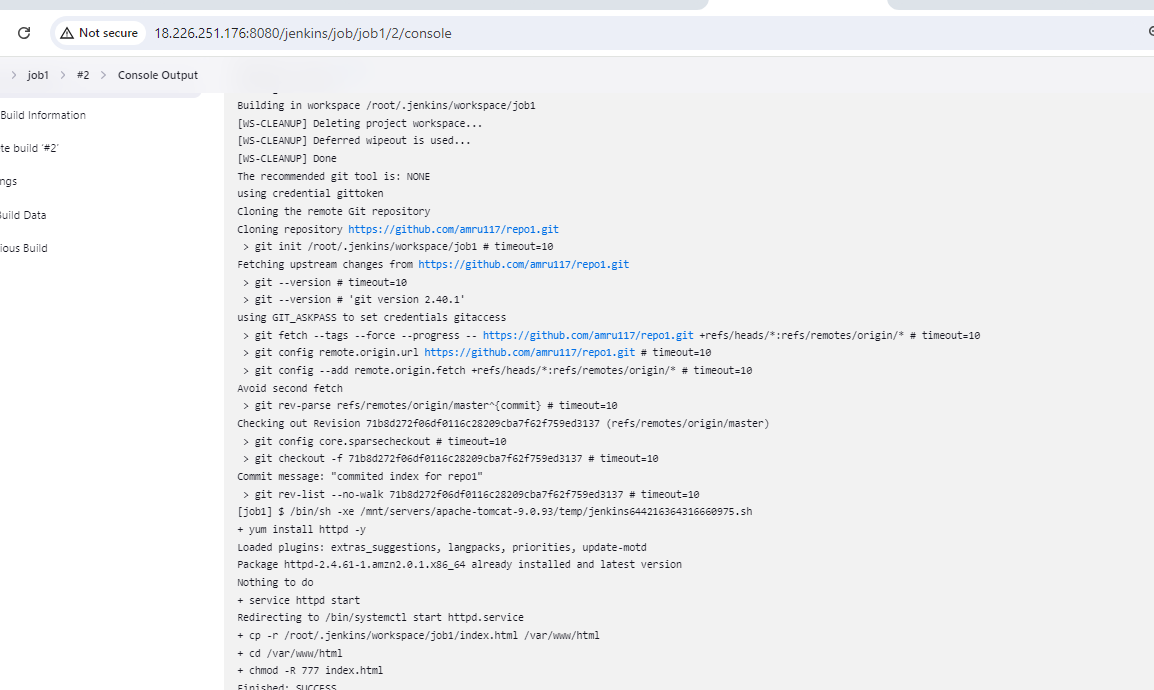 Not secure 18.226.251.176:8080/jenkins/job/job1/2/console
job1 > #2 > Console Output
Build Information
te build '#2'
ngs
Build Data
ious Build
Building in workspace /root/.jenkins/workspace/job1
[WS-CLEANUP] Deleting project workspace...
[WS-CLEANUP] Deferred wipeout is used...
[WS-CLEANUP] Done
The recommended git tool is: NONE
using credential gittoken
Cloning the remote Git repository
Cloning repository https://github.com/amru117/repo1.git
> git init /root/.jenkins/workspace/job1 # timeout=10
Fetching upstream changes from https://github.com/amru117/repo1.git
> git --version # timeout=10
> git --version # 'git version 2.40.1'
using GIT_ASKPASS to set credentials gitaccess
> git fetch --tags --force --progress -- https://github.com/amru117/repo1.git +refs/heads/*:refs/remotes/origin/* # timeout=10
> git config remote.origin.url https://github.com/amru117/repo1.git # timeout=10
> git config --add remote.origin.fetch +refs/heads/*:refs/remotes/origin/* # timeout=10
Avoid second fetch
> git rev-parse refs/remotes/origin/master^{commit} # timeout=10
Checking out Revision 71b8d272f06df0116c28209cba7f62f759ed3137 (refs/remotes/origin/master)
> git config core.sparsecheckout # timeout=10
> git checkout -f 71b8d272f06df0116c28209cba7f62f759ed3137 # timeout=10
Commit message: "commited index for repo1"
> git rev-list --no-walk 71b8d272f06df0116c28209cba7f62f759ed3137 # timeout=10
[job1] $ /bin/sh -xe /mnt/servers/apache-tomcat-9.0.93/temp/jenkins644216364316660975.sh
+ yum install httpd -y
Loaded plugins: extras_suggestions, langpacks, priorities, update-motd
Package httpd-2.4.61-1.amzn2.0.1.x86_64 already installed and latest version
Nothing to do
+ service httpd start
Redirecting to /bin/systemctl start httpd.service
+ cp -r /root/.jenkins/workspace/job1/index.html /var/www/html
+ cd /var/www/html
+ chmod -R 777 index.html
Finished: SUCCESS